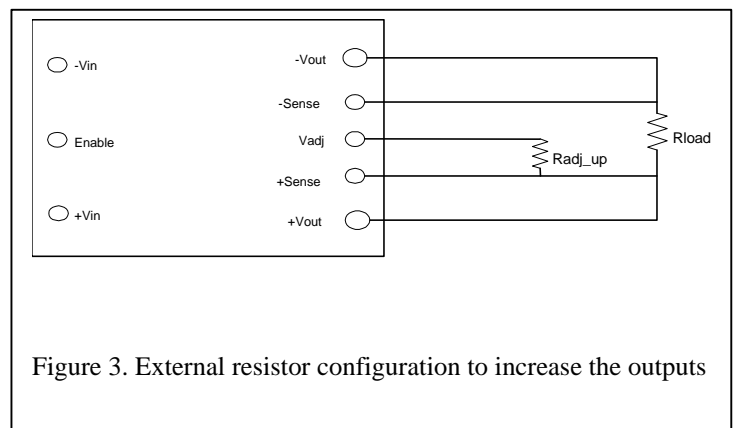 -Vin
-Vout
-Sense
Enable
Vadj
Rload
Radj_up
+Sense
+Vin
+Vout
Figure 3. External resistor configuration to increase the outputs